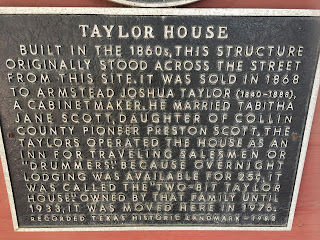 TAYLOR HOUSE
BUILT IN THE 1860s, THIS STRUCTURE
ORIGINALLY STOOD ACROSS THE STREET
FROM THIS SITE. IT WAS SOLD IN 1868
TO ARMSTEAD JOSHUA TAYLOR (1840-1888),
A CABINETMAKER. HE MARRIED TABITHA
JANE SCOTT, DAUGHTER OF COLLIN
COUNTY PIONEER PRESTON SCOTT. THE
TAYLORS OPERATED THE HOUSE AS AN
INN FOR TRAVELING SALESMEN OR
"DRUMMERS." BECAUSE OVERNIGHT
LODGING WAS AVAILABLE FOR 25¢, IT
WAS CALLED THE "TWO-BIT TAYLOR
HOUSE." OWNED BY THAT FAMILY UNTIL
1933, IT WAS MOVED HERE IN 1976.
RECORDED TEXAS HISTORIC LANDMARK - 1982